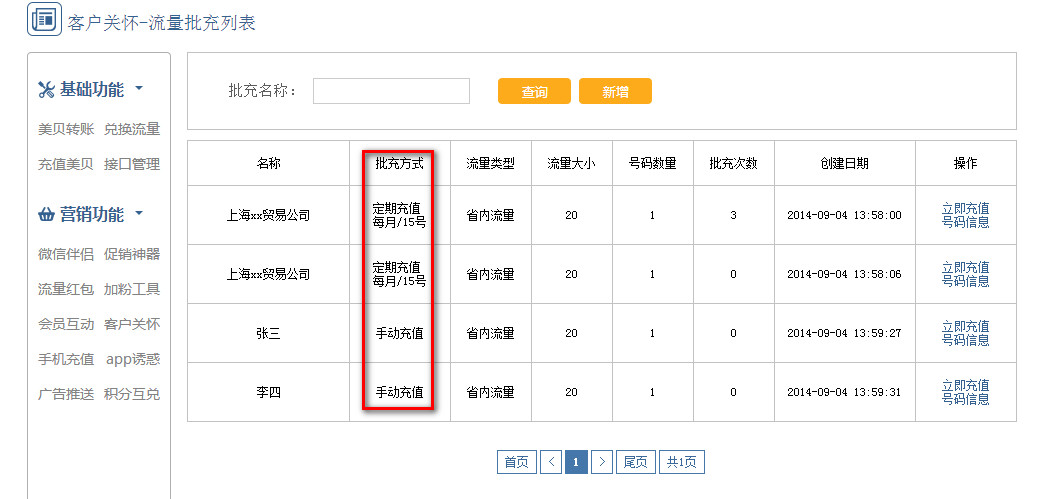 客户关怀-流量批充列表
基础功能
美贝转账 兑换流量
充值美贝 接口管理
营销功能
微信伴侣 促销神器
流量红包 加粉工具
会员互动 客户关怀
手机充值 app诱惑
广告推送 积分互兑
批充名称： 查询 新增
名称 批充方式 流量类型 流量大小 号码数量 批充次数 创建日期 操作
上海xx贸易公司 定期充值 省内流量 20 1 3 2014-09-04 13:58:00 立即充值
每月/15号 号码信息
上海xx贸易公司 定期充值 省内流量 20 1 0 2014-09-04 13:58:06 立即充值
每月/15号 号码信息
张三 手动充值 省内流量 20 1 0 2014-09-04 13:59:27 立即充值
号码信息
李四 手动充值 省内流量 20 1 0 2014-09-04 13:59:31 立即充值
号码信息
首页 < 1 > 尾页 共1页